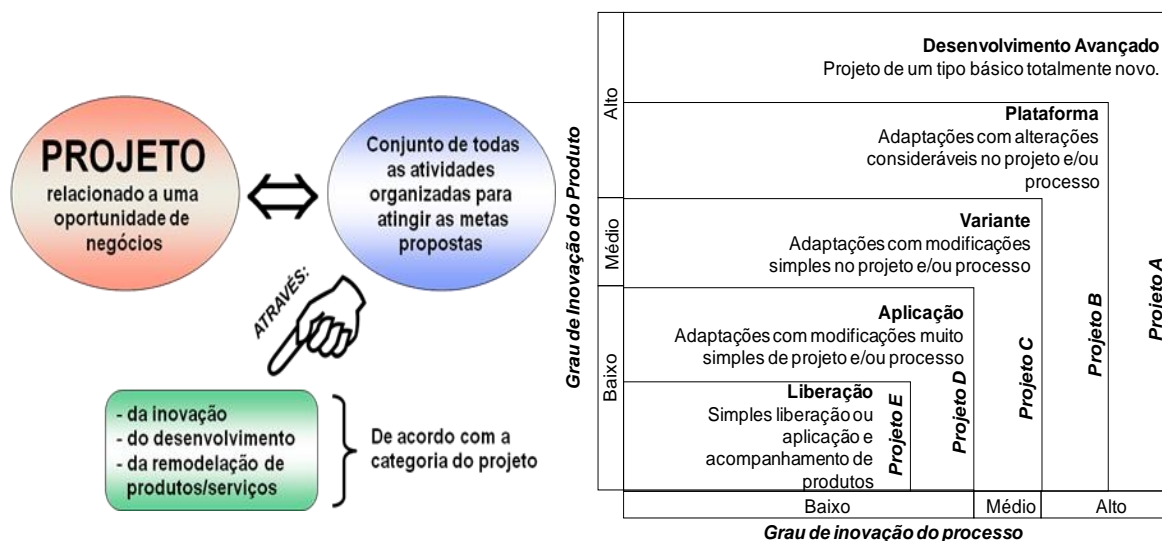 PROJETO
relacionado a uma
oportunidade de
negócios
Conjunto de todas
as atividades
organizadas para
atingir as metas
propostas
ATRAVÉS:
- da inovação
- do desenvolvimento
- da remodelação de
produtos/serviços
De acordo com a
categoria do projeto
Grau de Inovação do Produto
Alto
Médio
Baixo
Desenvolvimento Avançado
Projeto de um tipo básico totalmente novo.
Projeto A
Plataforma
Adaptações com alterações
consideráveis no projeto e/ou
processo
Projeto B
Variante
Adaptações com modificações
simples no projeto e/ou processo
Projeto C
Aplicação
Adaptações com modificações muito
simples de projeto e/ou processo
Projeto D
Liberação
Simples liberação ou
aplicação e
acompanhamento de
produtos
Projeto E
Baixo
Médio
Alto
Grau de inovação do processo